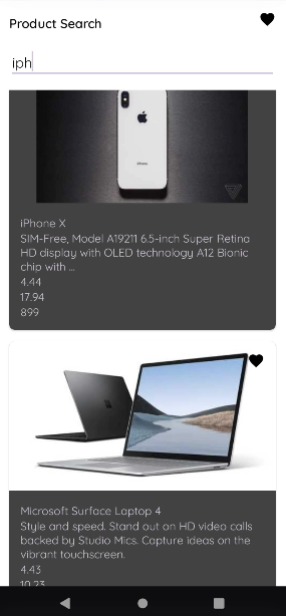 Product Search
iph
iPhone
iPhone X
SIM-Free, Model A19211 6.5-inch Super Retina
HD display with OLED technology A12 Bionic
chip with ...
4.44
17.94
899
Microsoft Surface Laptop 4
Style and speed. Stand out on HD video calls
backed by Studio Mics. Capture ideas on the
vibrant touchscreen.
4.43
10.23